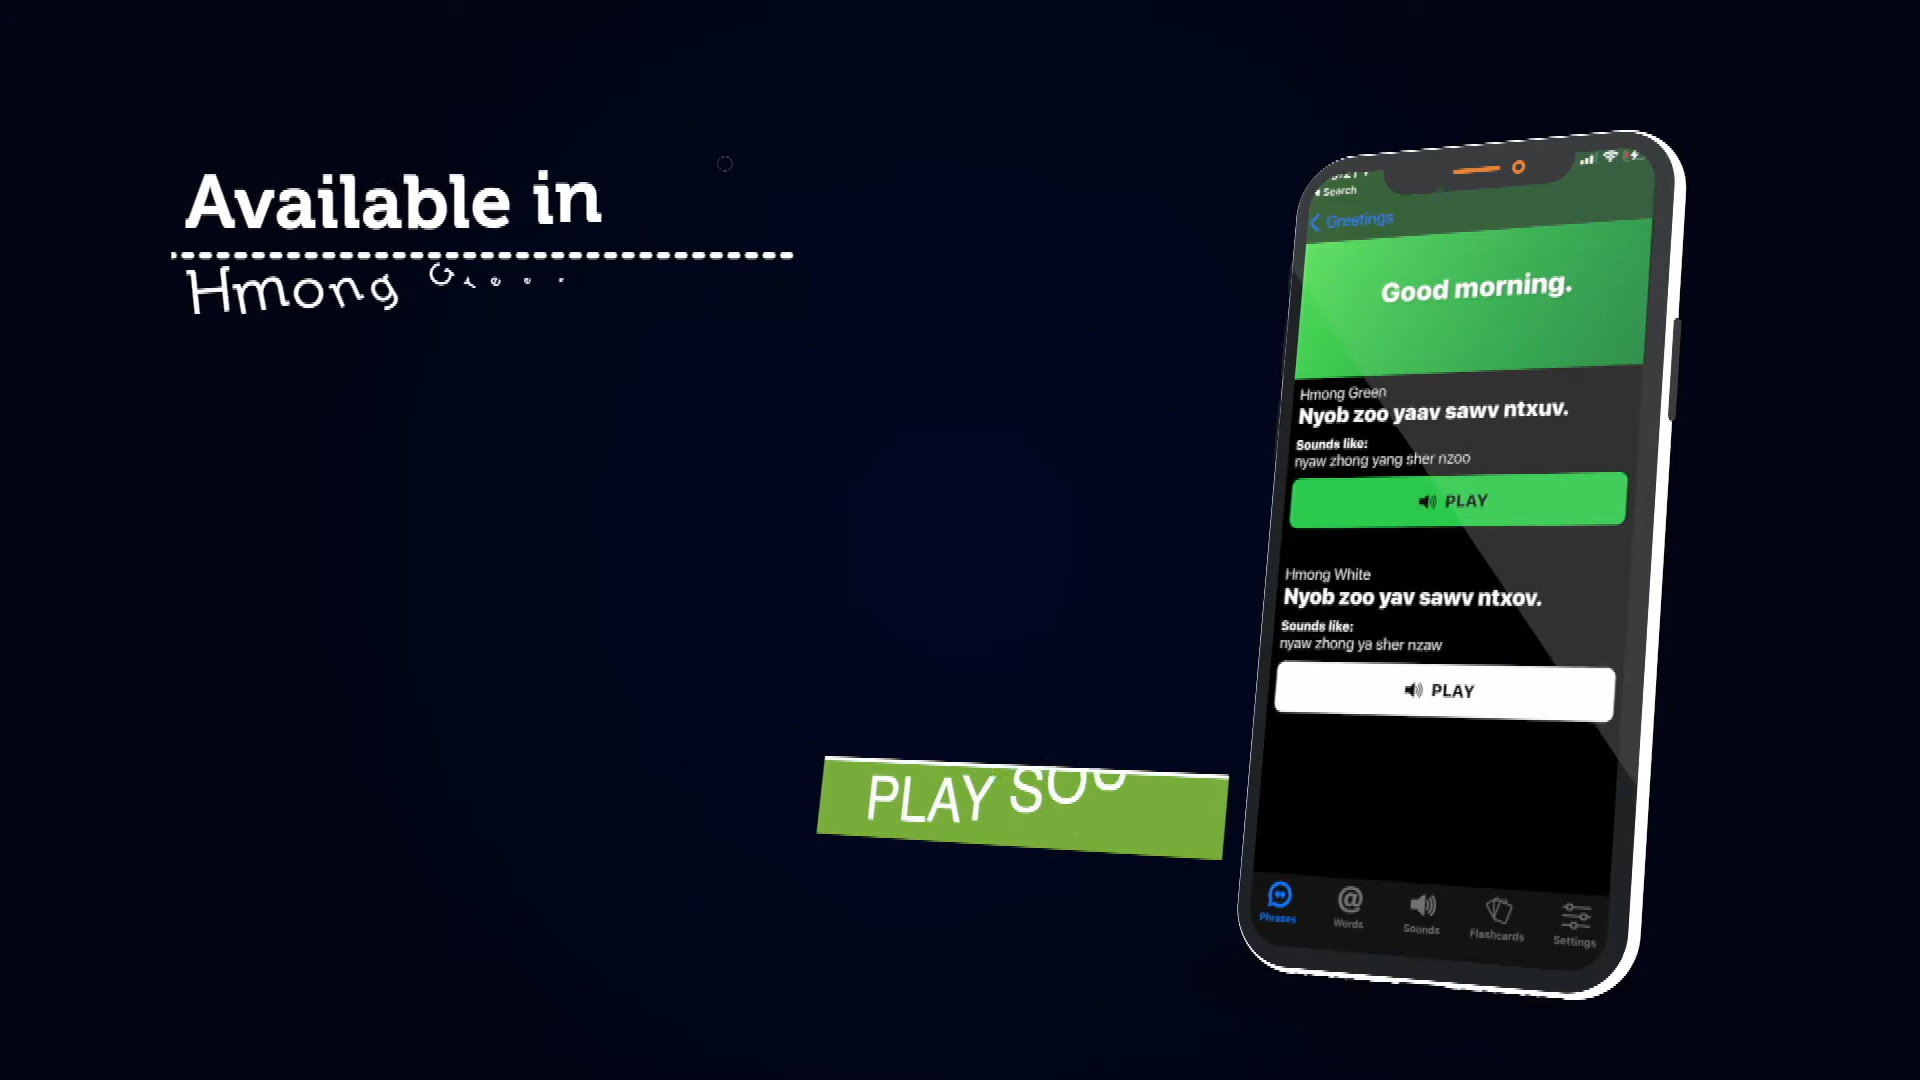 Available in
Hmong Gree
Search
Greetings
Good morning.
Hmong Green
Nyob zoo yaav sawv ntxuv.
Sounds like:
nyaw zhong yang sher nzoo
PLAY
Hmong White
Nyob zoo yav sawv ntxov.
Sounds like:
nyaw zhong ya sher nzaw
PLAY
PLAY SOU
Phrases
Words
Sounds
Flashcards
Settings